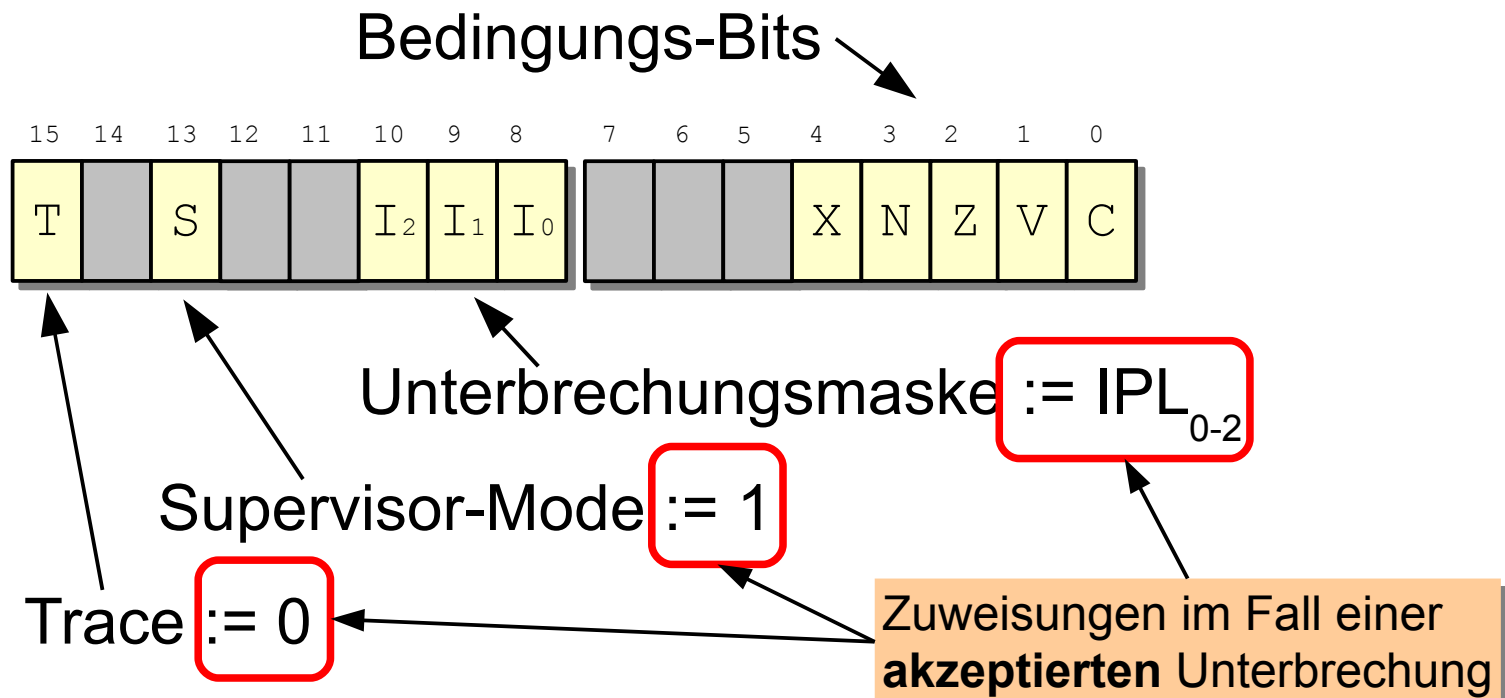 Bedingungs-Bits
15 14 13 12 11 10 9 8 7 6 5 4 3 2 1 0
T S I₂ I₁ I₀ X N Z V C
Unterbrechungsmaske := IPL₀₋₂
Supervisor-Mode := 1
Trace := 0
Zuweisungen im Fall einer
akzeptierten Unterbrechung